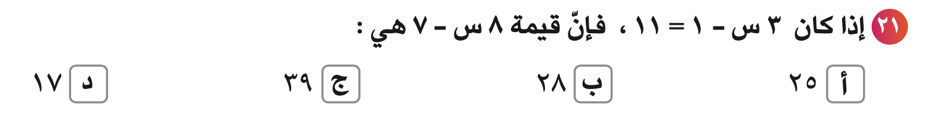 ٢١ إذا كان ٣ س - ١ = ١١ ، فإنّ قيمة ٨ س - ٧ هي :
أ ٢٥ ب ٢٨ ج ٣٩ د ١٧